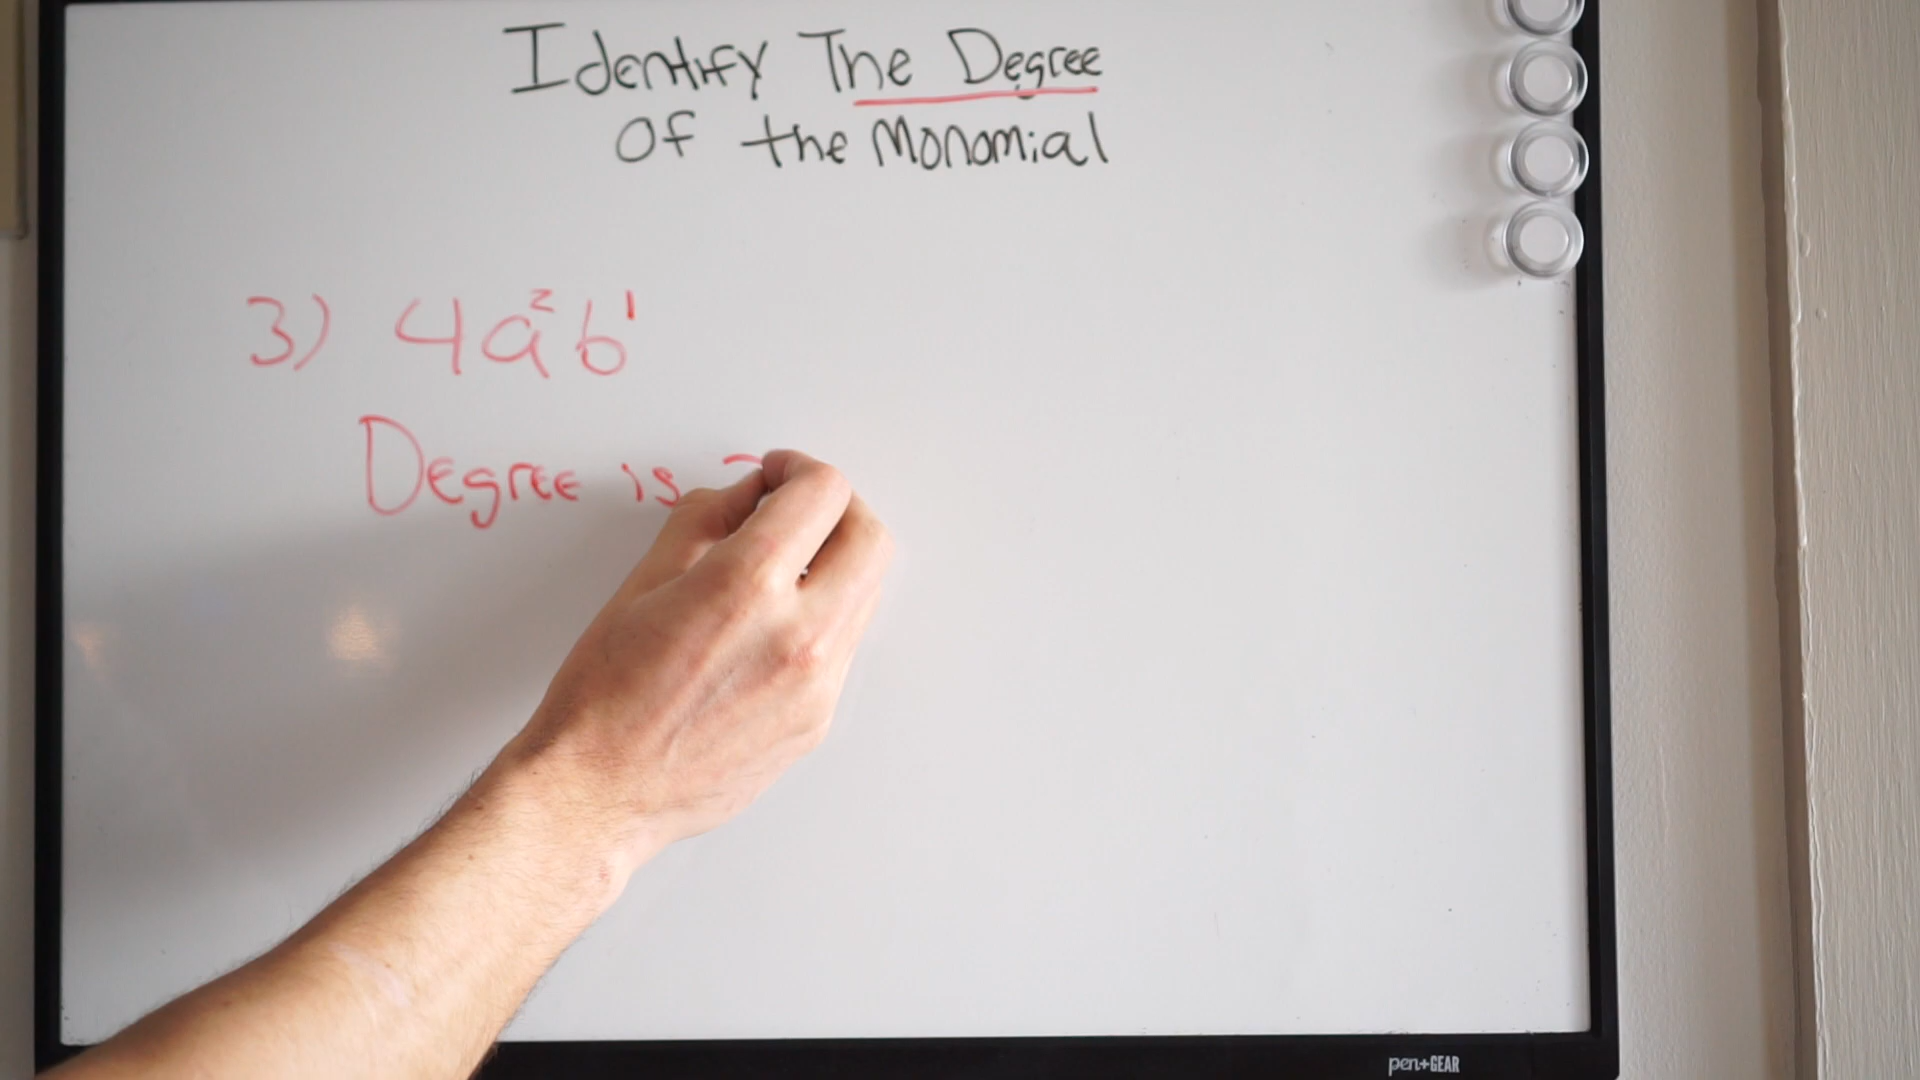 Identify The Degree
Of the Monomial
3) 4a²b¹
Degree is
pen+GEAR